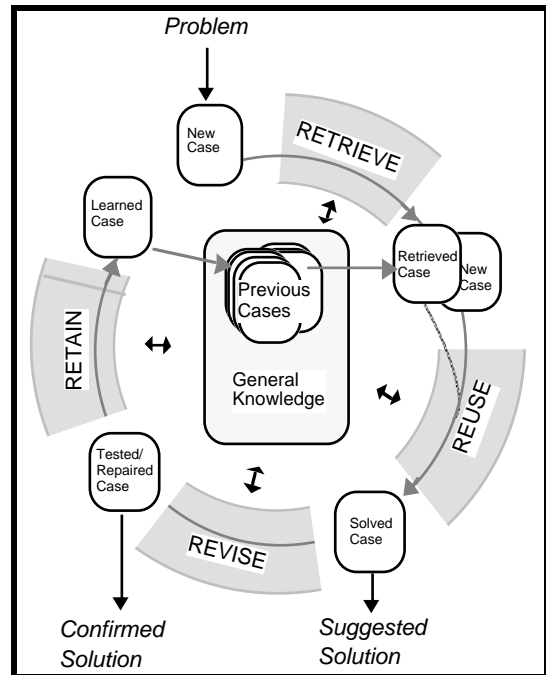 Problem
New
Case
RETRIEVE
Learned
Case
Retrieved
Case
New
Case
Previous
Cases
General
Knowledge
RETAIN
REUSE
Tested/
Repaired
Case
REVISE
Solved
Case
Confirmed
Solution
Suggested
Solution